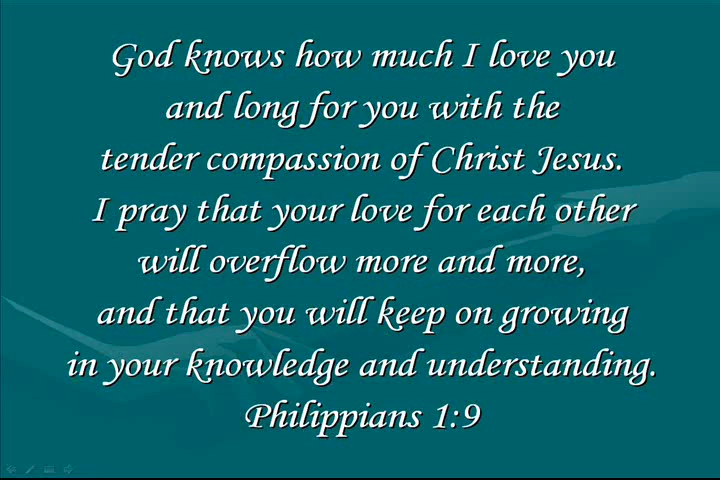 God knows how much I love you
and long for you with the
tender compassion of Christ Jesus.
I pray that your love for each other
will overflow more and more,
and that you will keep on growing
in your knowledge and understanding.
Philippians 1:9